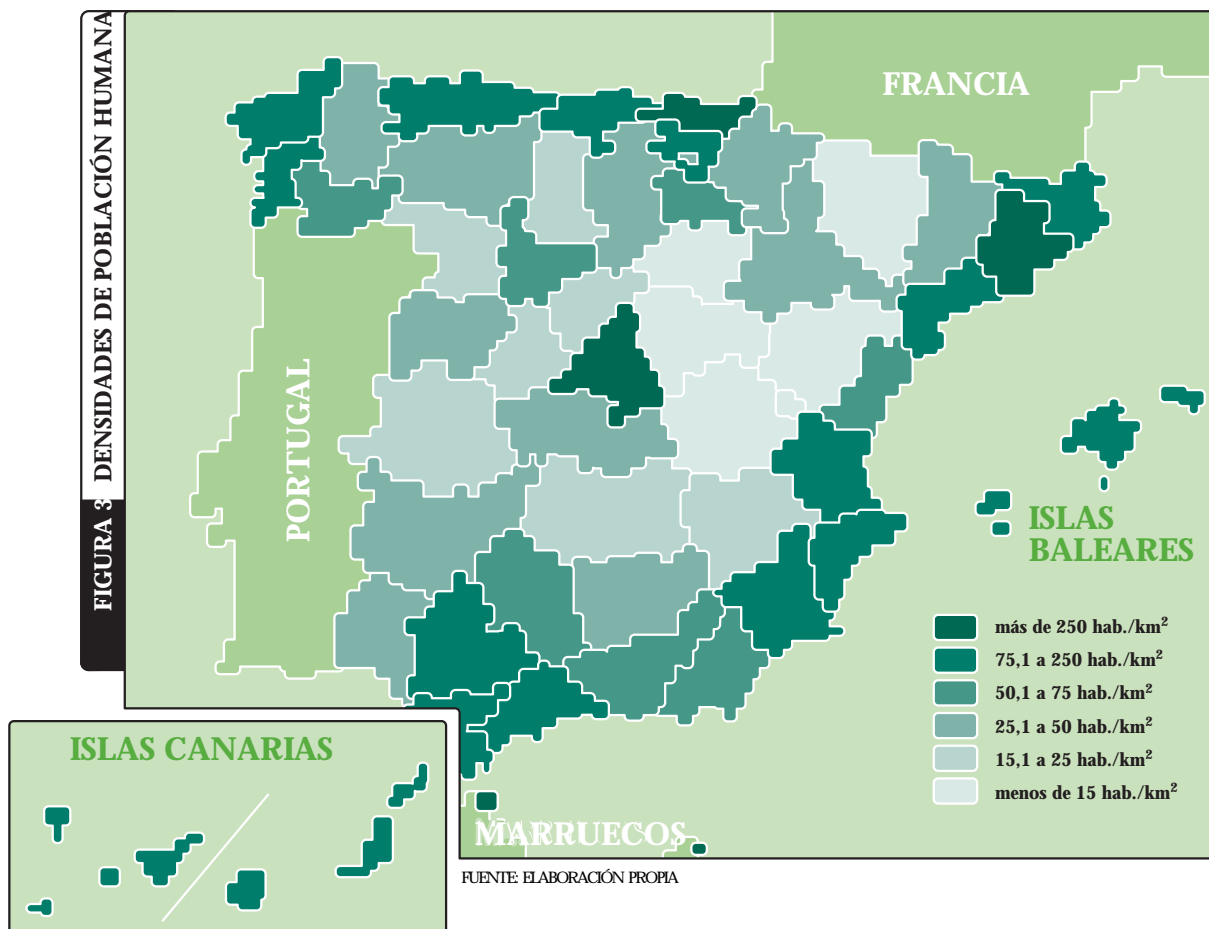 FIGURA 3 DENSIDADES DE POBLACIÓN HUMANA
FRANCIA
PORTUGAL
ISLAS
BALEARES
más de 250 hab./km²
75,1 a 250 hab./km²
50,1 a 75 hab./km²
25,1 a 50 hab./km²
15,1 a 25 hab./km²
menos de 15 hab./km²
ISLAS CANARIAS
MARRUECOS
FUENTE: ELABORACIÓN PROPIA